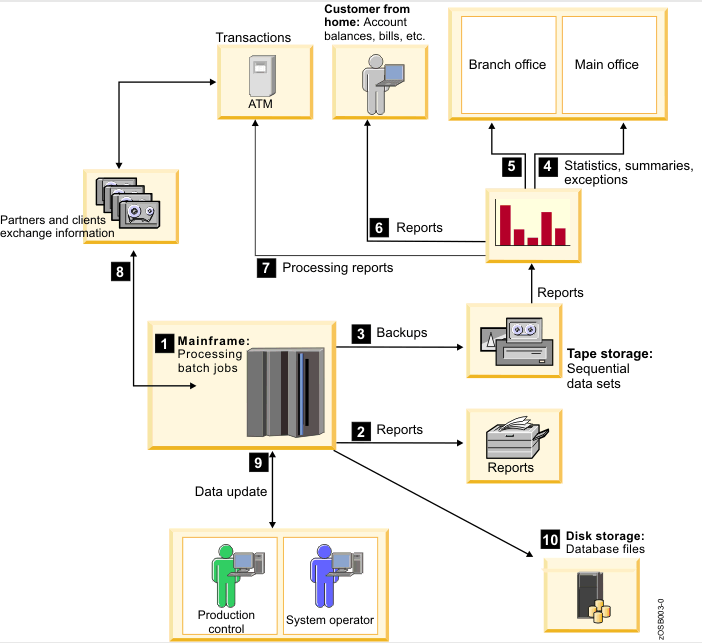 Customer from
home: Account
balances, bills, etc.
Transactions
ATM
Branch office
Main office
5
4
Statistics, summaries,
exceptions
Partners and clients
exchange information
6
Reports
7
Processing reports
8
Reports
1
Mainframe:
Processing
batch jobs
3
Backups
Tape storage:
Sequential
data sets
2
Reports
Reports
9
Data update
10
Disk storage:
Database files
Production
control
System operator
zOSB003-0